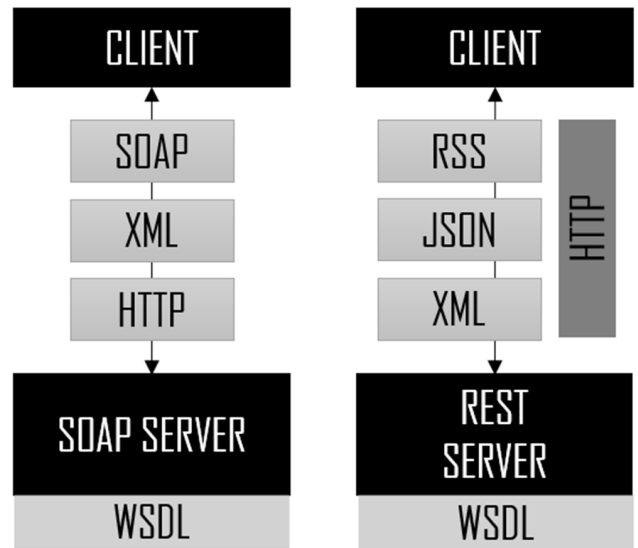 CLIENT
SOAP
XML
HTTP
SOAP SERVER
WSDL
CLIENT
RSS
JSON
XML
HTTP
REST
SERVER
WSDL